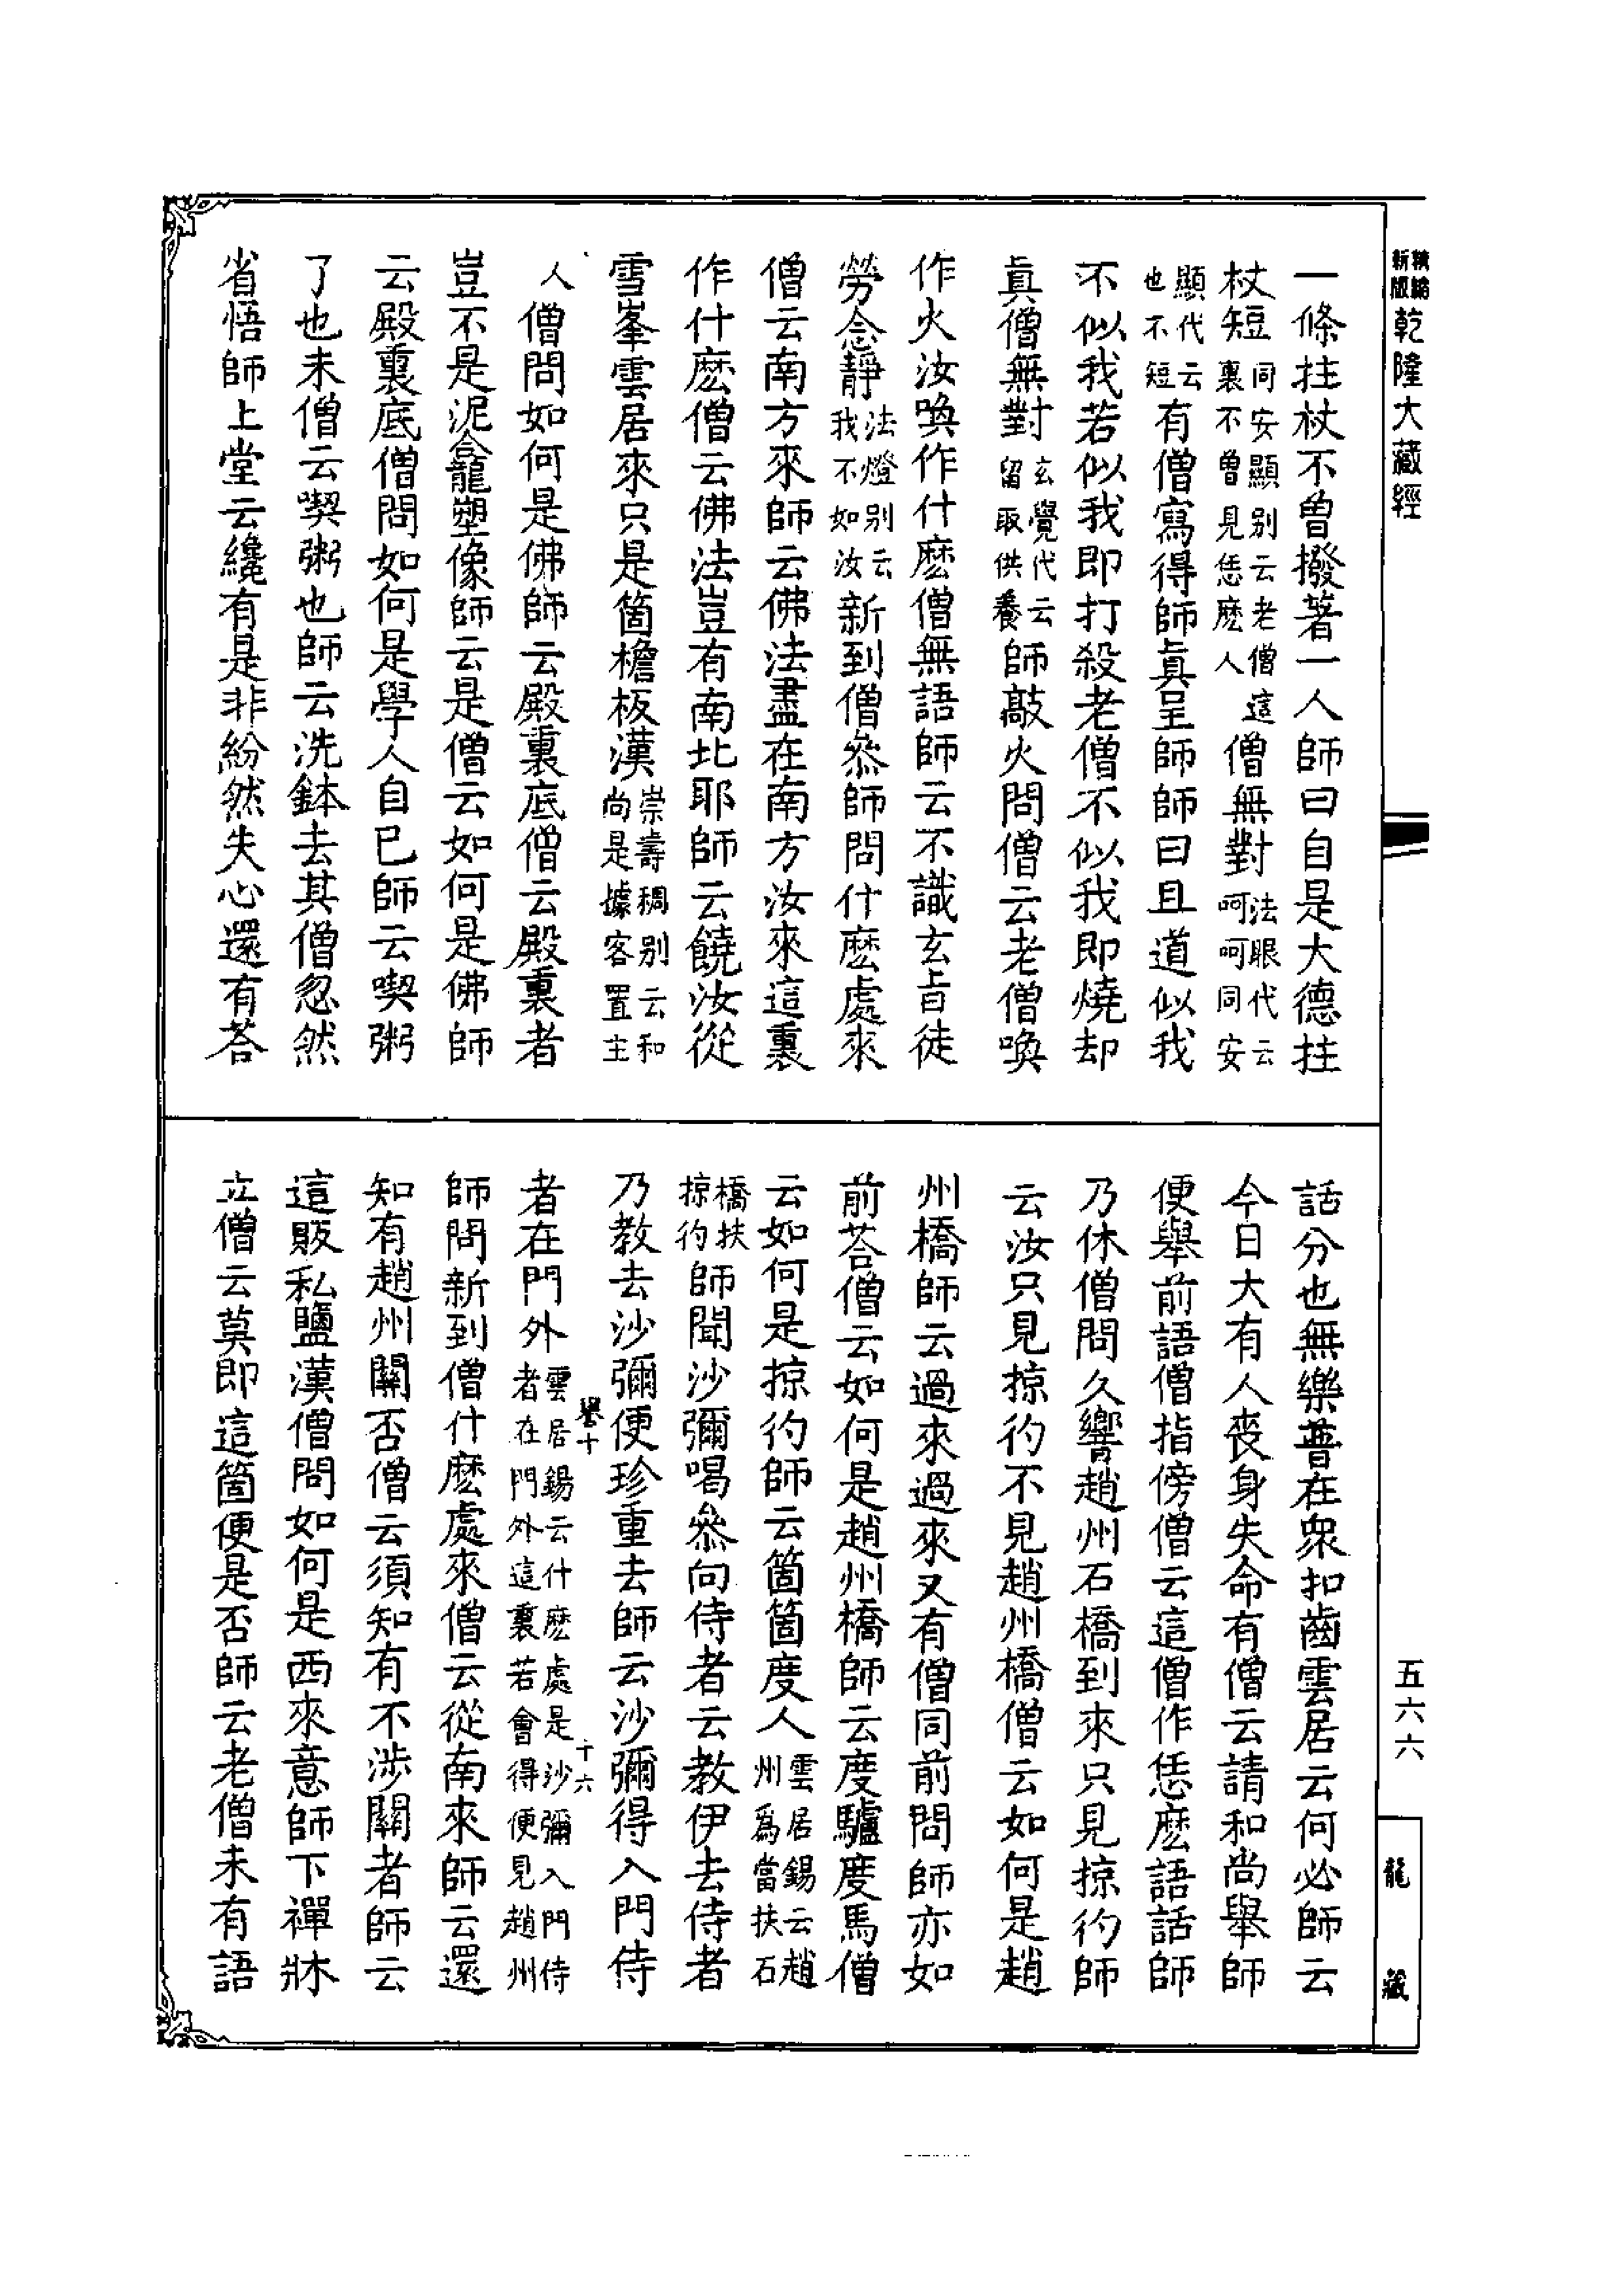 精縮新版乾隆大藏經
一條拄杖不曾撥著一人師曰自是大德拄
杖短同安顯別云老僧這裏不曾見恁麽人僧無對法眼代云呵呵同安
顯代云也不短有僧寫得師眞呈師師曰且道似我
不似我若似我即打殺老僧不似我即燒却
眞僧無對玄覺代云留取供養師敲火問僧云老僧喚
作火汝喚作什麽僧無語師云不識玄旨徒
勞念靜法燈別云我不如汝新到僧叅師問什麽處來
僧云南方來師云佛法盡在南方汝來這裏
作什麽僧云佛法豈有南北耶師云饒汝從
雪峯雲居來只是箇檐板漢崇壽稠別云和尚是據客置主
人僧問如何是佛師云殿裏底僧云殿裏者
豈不是泥龕塑像師云是僧云如何是佛師
云殿裏底僧問如何是學人自已師云喫粥
了也未僧云喫粥也師云洗鉢去其僧忽然
省悟師上堂云纔有是非紛然失心還有荅
話分也無樂普在衆扣齒雲居云何必師云
今日大有人喪身失命有僧云請和尚舉師
便舉前語僧指傍僧云這僧作恁麽語話師
乃休僧問久響趙州石橋到來只見掠彴師
云汝只見掠彴不見趙州橋僧云如何是趙
州橋師云過來過來又有僧同前問師亦如
前荅僧云如何是趙州橋師云度驢度馬僧
云如何是掠彴師云箇箇度人雲居錫云趙州爲當扶石
橋扶掠彴師聞沙彌喝叅向侍者云教伊去侍者
乃教去沙彌便珍重去師云沙彌得入門侍
譽十 十六
者在門外雲居錫云什麽處是沙彌入門侍者在門外這裏若會得便見趙州
師問新到僧什麽處來僧云從南來師云還
知有趙州關否僧云須知有不涉關者師云
這販私鹽漢僧問如何是西來意師下禪牀
立僧云莫即這箇便是否師云老僧未有語
五六六
龍藏